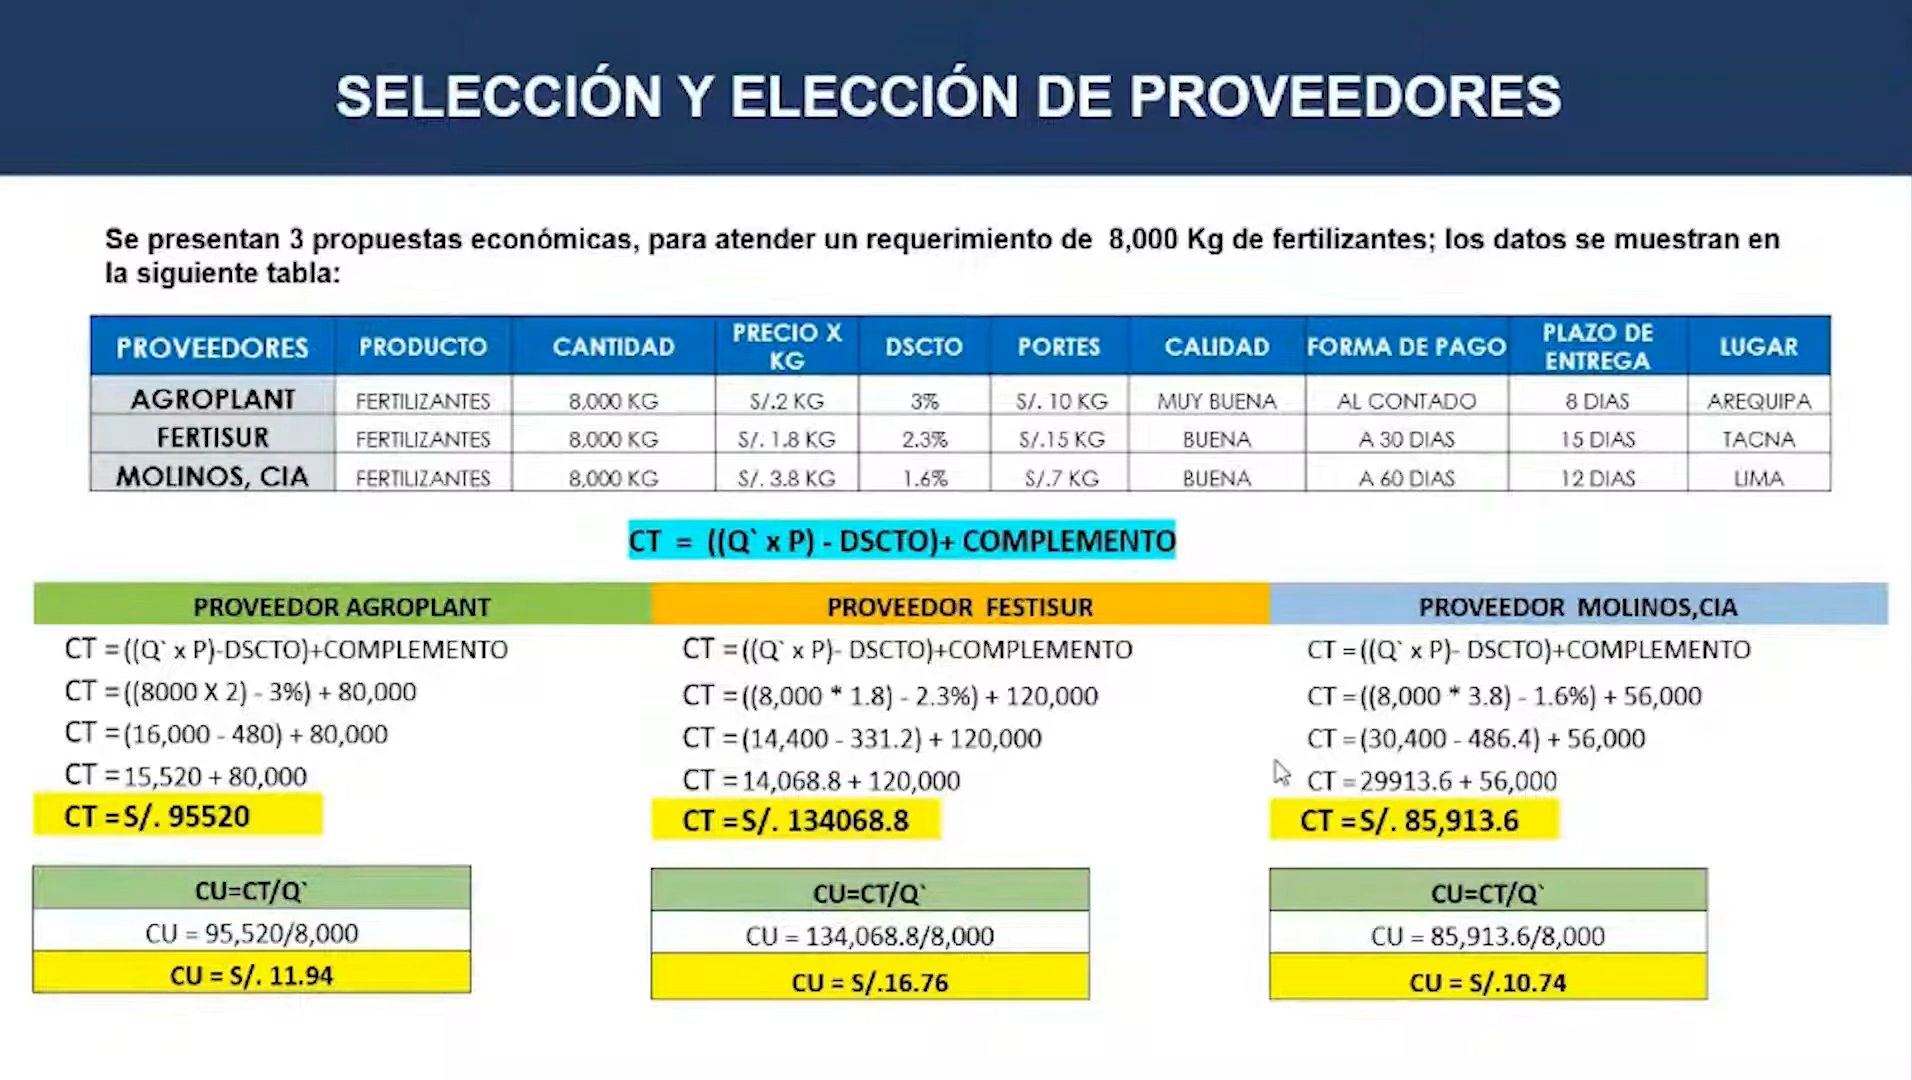 SELECCIÓN Y ELECCIÓN DE PROVEEDORES
Se presentan 3 propuestas económicas, para atender un requerimiento de 8,000 Kg de fertilizantes; los datos se muestran en
la siguiente tabla:
PROVEEDORES PRODUCTO CANTIDAD PRECIO X KG DSCTO PORTES CALIDAD FORMA DE PAGO PLAZO DE ENTREGA LUGAR
AGROPLANT FERTILIZANTES 8,000 KG S/.2 KG 3% S/. 10 KG MUY BUENA AL CONTADO 8 DIAS AREQUIPA
FERTISUR FERTILIZANTES 8,000 KG S/. 1.8 KG 2.3% S/.15 KG BUENA A 30 DIAS 15 DIAS TACNA
MOLINOS, CIA FERTILIZANTES 8,000 KG S/. 3.8 KG 1.6% S/.7 KG BUENA A 60 DIAS 12 DIAS LIMA
CT = ((Q` x P) - DSCTO)+ COMPLEMENTO
PROVEEDOR AGROPLANT
CT =((Q` x P)-DSCTO)+COMPLEMENTO
CT =((8000 X 2) - 3%) + 80,000
CT =(16,000 - 480) + 80,000
CT =15,520 + 80,000
CT =S/. 95520
CU=CT/Q`
CU = 95,520/8,000
CU = S/. 11.94
PROVEEDOR FESTISUR
CT =((Q` x P)- DSCTO)+COMPLEMENTO
CT =((8,000 * 1.8) - 2.3%) + 120,000
CT =(14,400 - 331.2) + 120,000
CT =14,068.8 + 120,000
CT =S/. 134068.8
CU=CT/Q`
CU = 134,068.8/8,000
CU = S/.16.76
PROVEEDOR MOLINOS,CIA
CT =((Q` x P)- DSCTO)+COMPLEMENTO
CT =((8,000 * 3.8) - 1.6%) + 56,000
CT =(30,400 - 486.4) + 56,000
CT =29913.6 + 56,000
CT =S/. 85,913.6
CU=CT/Q`
CU = 85,913.6/8,000
CU = S/.10.74